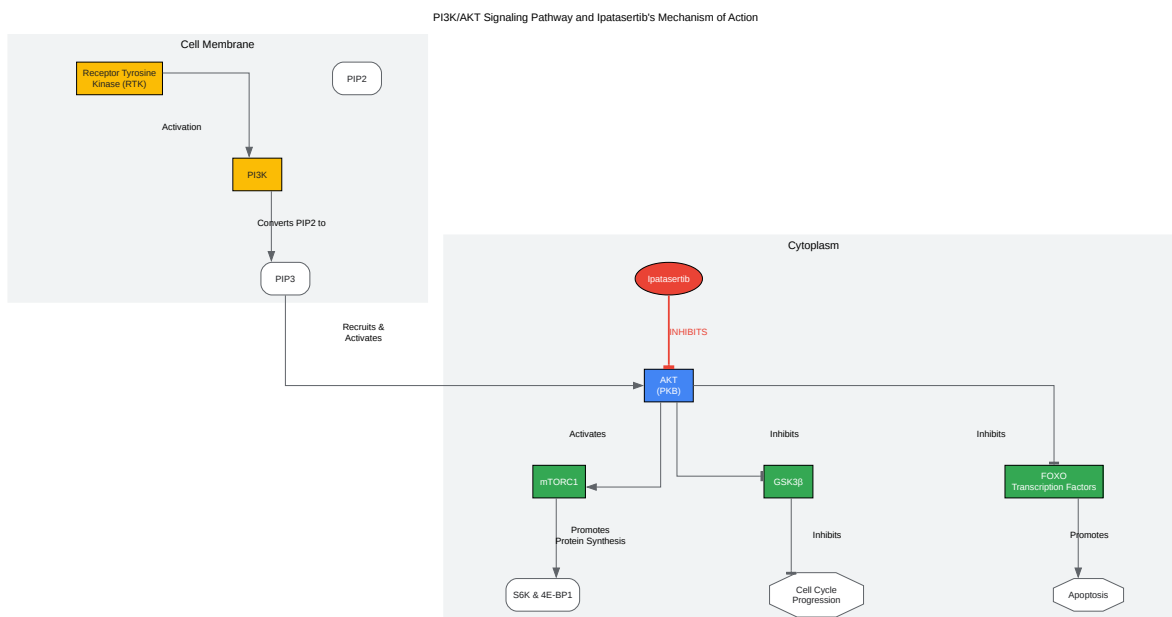 PI3K/AKT Signaling Pathway and Ipatasertib's Mechanism of Action
Cell Membrane
Receptor Tyrosine
Kinase (RTK)
PIP2
Activation
PI3K
Converts PIP2 to
PIP3
Recruits &
Activates
Cytoplasm
Ipatasertib
INHIBITS
AKT
(PKB)
Activates
Inhibits
Inhibits
mTORC1
GSK3β
FOXO
Transcription Factors
Promotes
Protein Synthesis
Inhibits
Promotes
S6K & 4E-BP1
Cell Cycle
Progression
Apoptosis